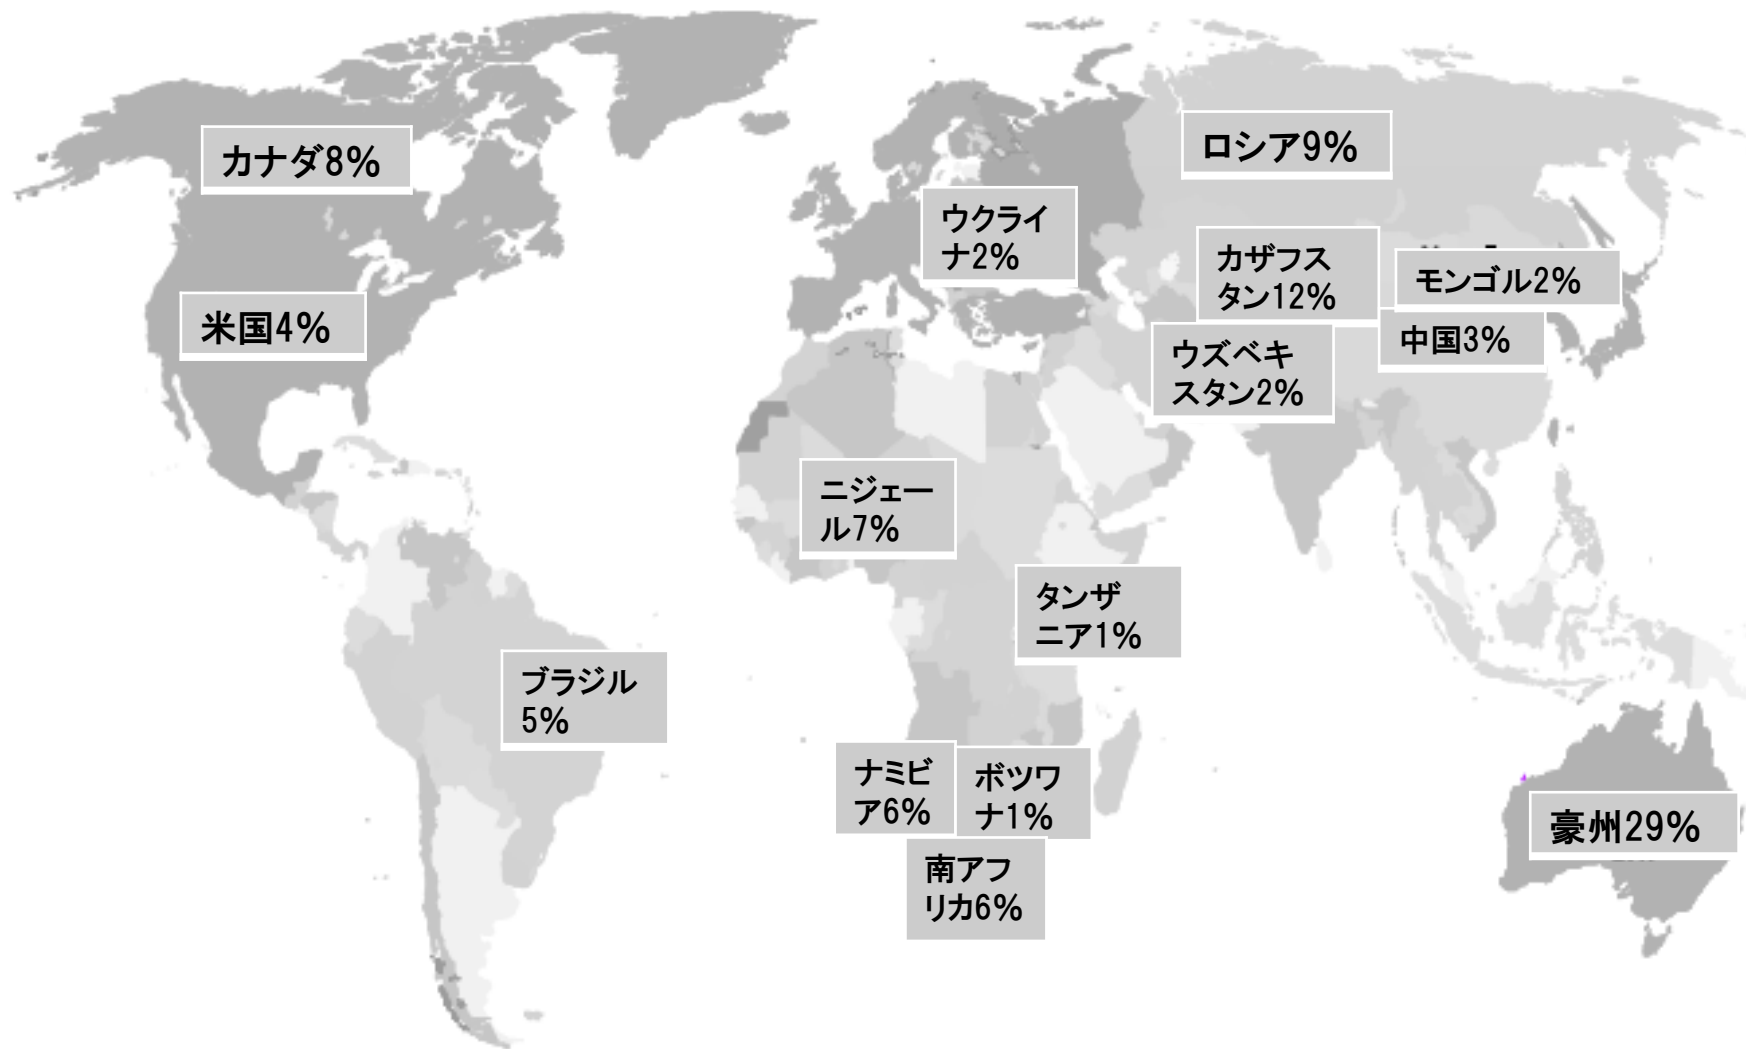 カナダ8%
ロシア9%
ウクライ
ナ2%
カザフス
タン12%
モンゴル2%
米国4%
中国3%
ウズベキ
スタン2%
ニジェー
ル7%
タンザ
ニア1%
ブラジル
5%
ナミビ
ア6%
ボツワ
ナ1%
豪州29%
南アフ
リカ6%